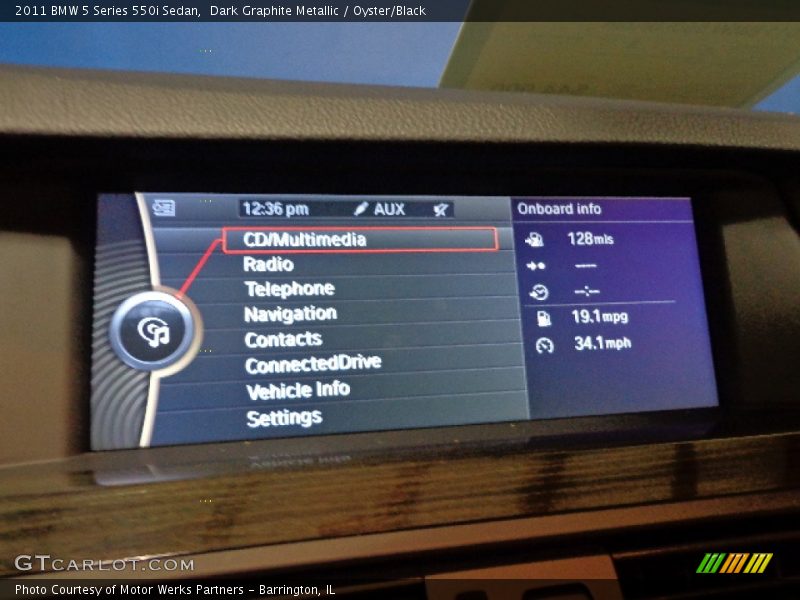 2011 BMW 5 Series 550i Sedan,  Dark Graphite Metallic / Oyster/Black
12:36 pm AUX
Onboard info
CD/Multimedia
128mls
Radio
----
Telephone
--:--
Navigation
19.1mpg
Contacts
34.1mph
ConnectedDrive
Vehicle Info
Settings
GTCARLOT.COM
Photo Courtesy of Motor Werks Partners - Barrington, IL